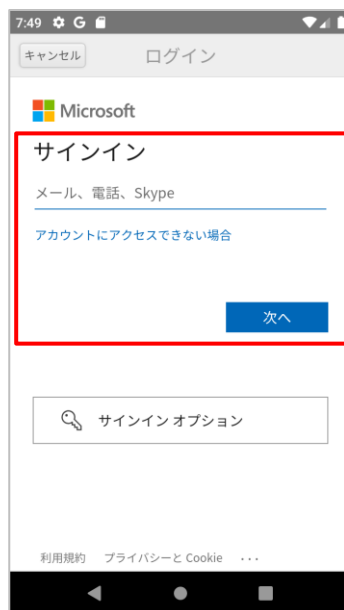 7:49 G
キャンセル ログイン
Microsoft
サインイン
メール、電話、Skype
アカウントにアクセスできない場合
次へ
サインイン オプション
利用規約 プライバシーと Cookie ...